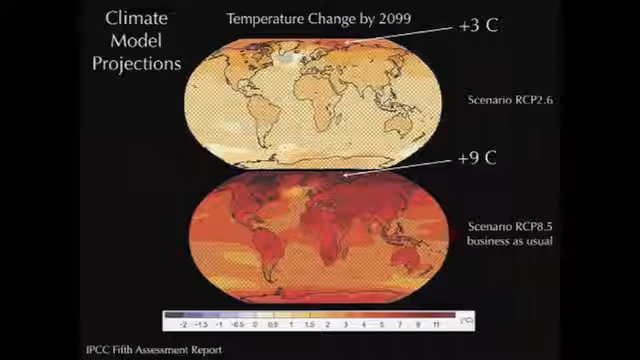 Climate
Model
Projections
Temperature Change by 2099
+3 C
Scenario RCP2.6
+9 C
Scenario RCP8.5
business as usual
-2 -1.5 -1 -0.5 0 0.5 1 1.5 2 3 4 5 7 9 11 (°C)
IPCC Fifth Assessment Report